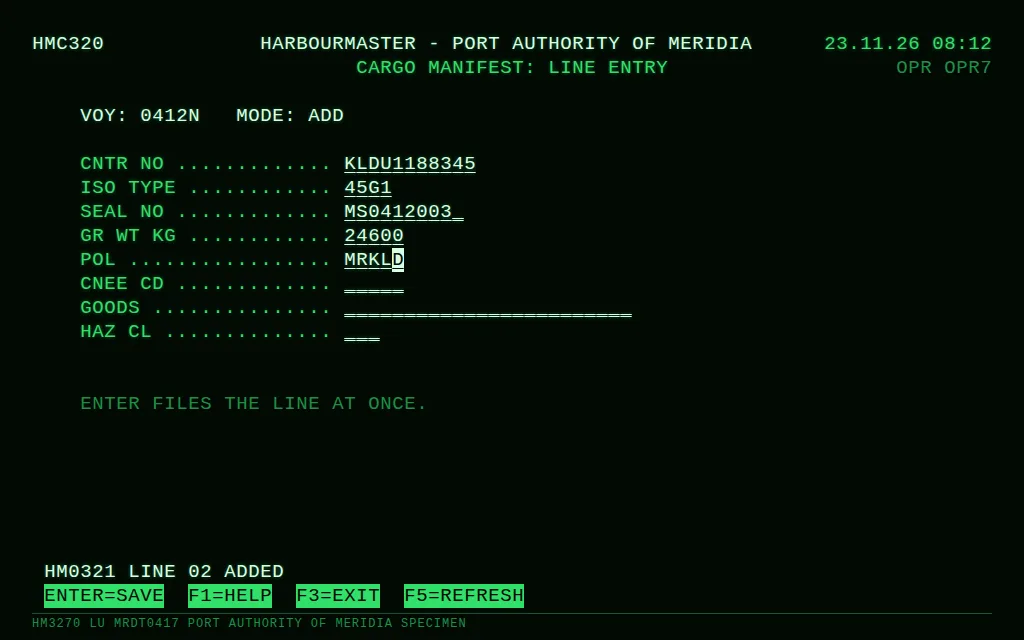 HMC320 HARBOURMASTER - PORT AUTHORITY OF MERIDIA 23.11.26 08:12
CARGO MANIFEST: LINE ENTRY OPR OPR7
VOY: 0412N MODE: ADD
CNTR NO ............. KLDU1188345
ISO TYPE ............ 45G1
SEAL NO ............. MS0412003_
GR WT KG ............ 24600
POL ................. MRKLD
CNEE CD ............. _____
GOODS ............... ________________________
HAZ CL .............. ___
ENTER FILES THE LINE AT ONCE.
HM0321 LINE 02 ADDED
ENTER=SAVE F1=HELP F3=EXIT F5=REFRESH
HM3270 LU MRDT0417 PORT AUTHORITY OF MERIDIA SPECIMEN